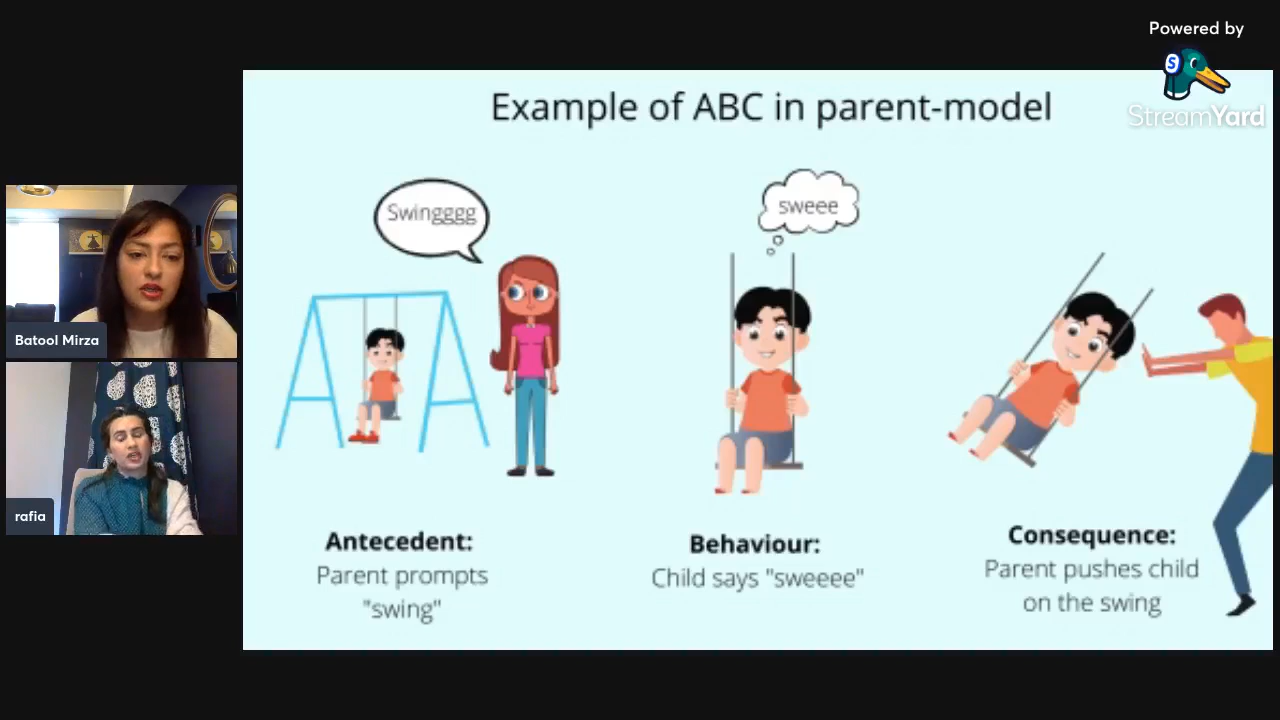 Powered by
S
StreamYard
Example of ABC in parent-model
Swingggg
sweee
Batool Mirza
rafia
Antecedent:
Parent prompts
"swing"
Behaviour:
Child says "sweeee"
Consequence:
Parent pushes child
on the swing